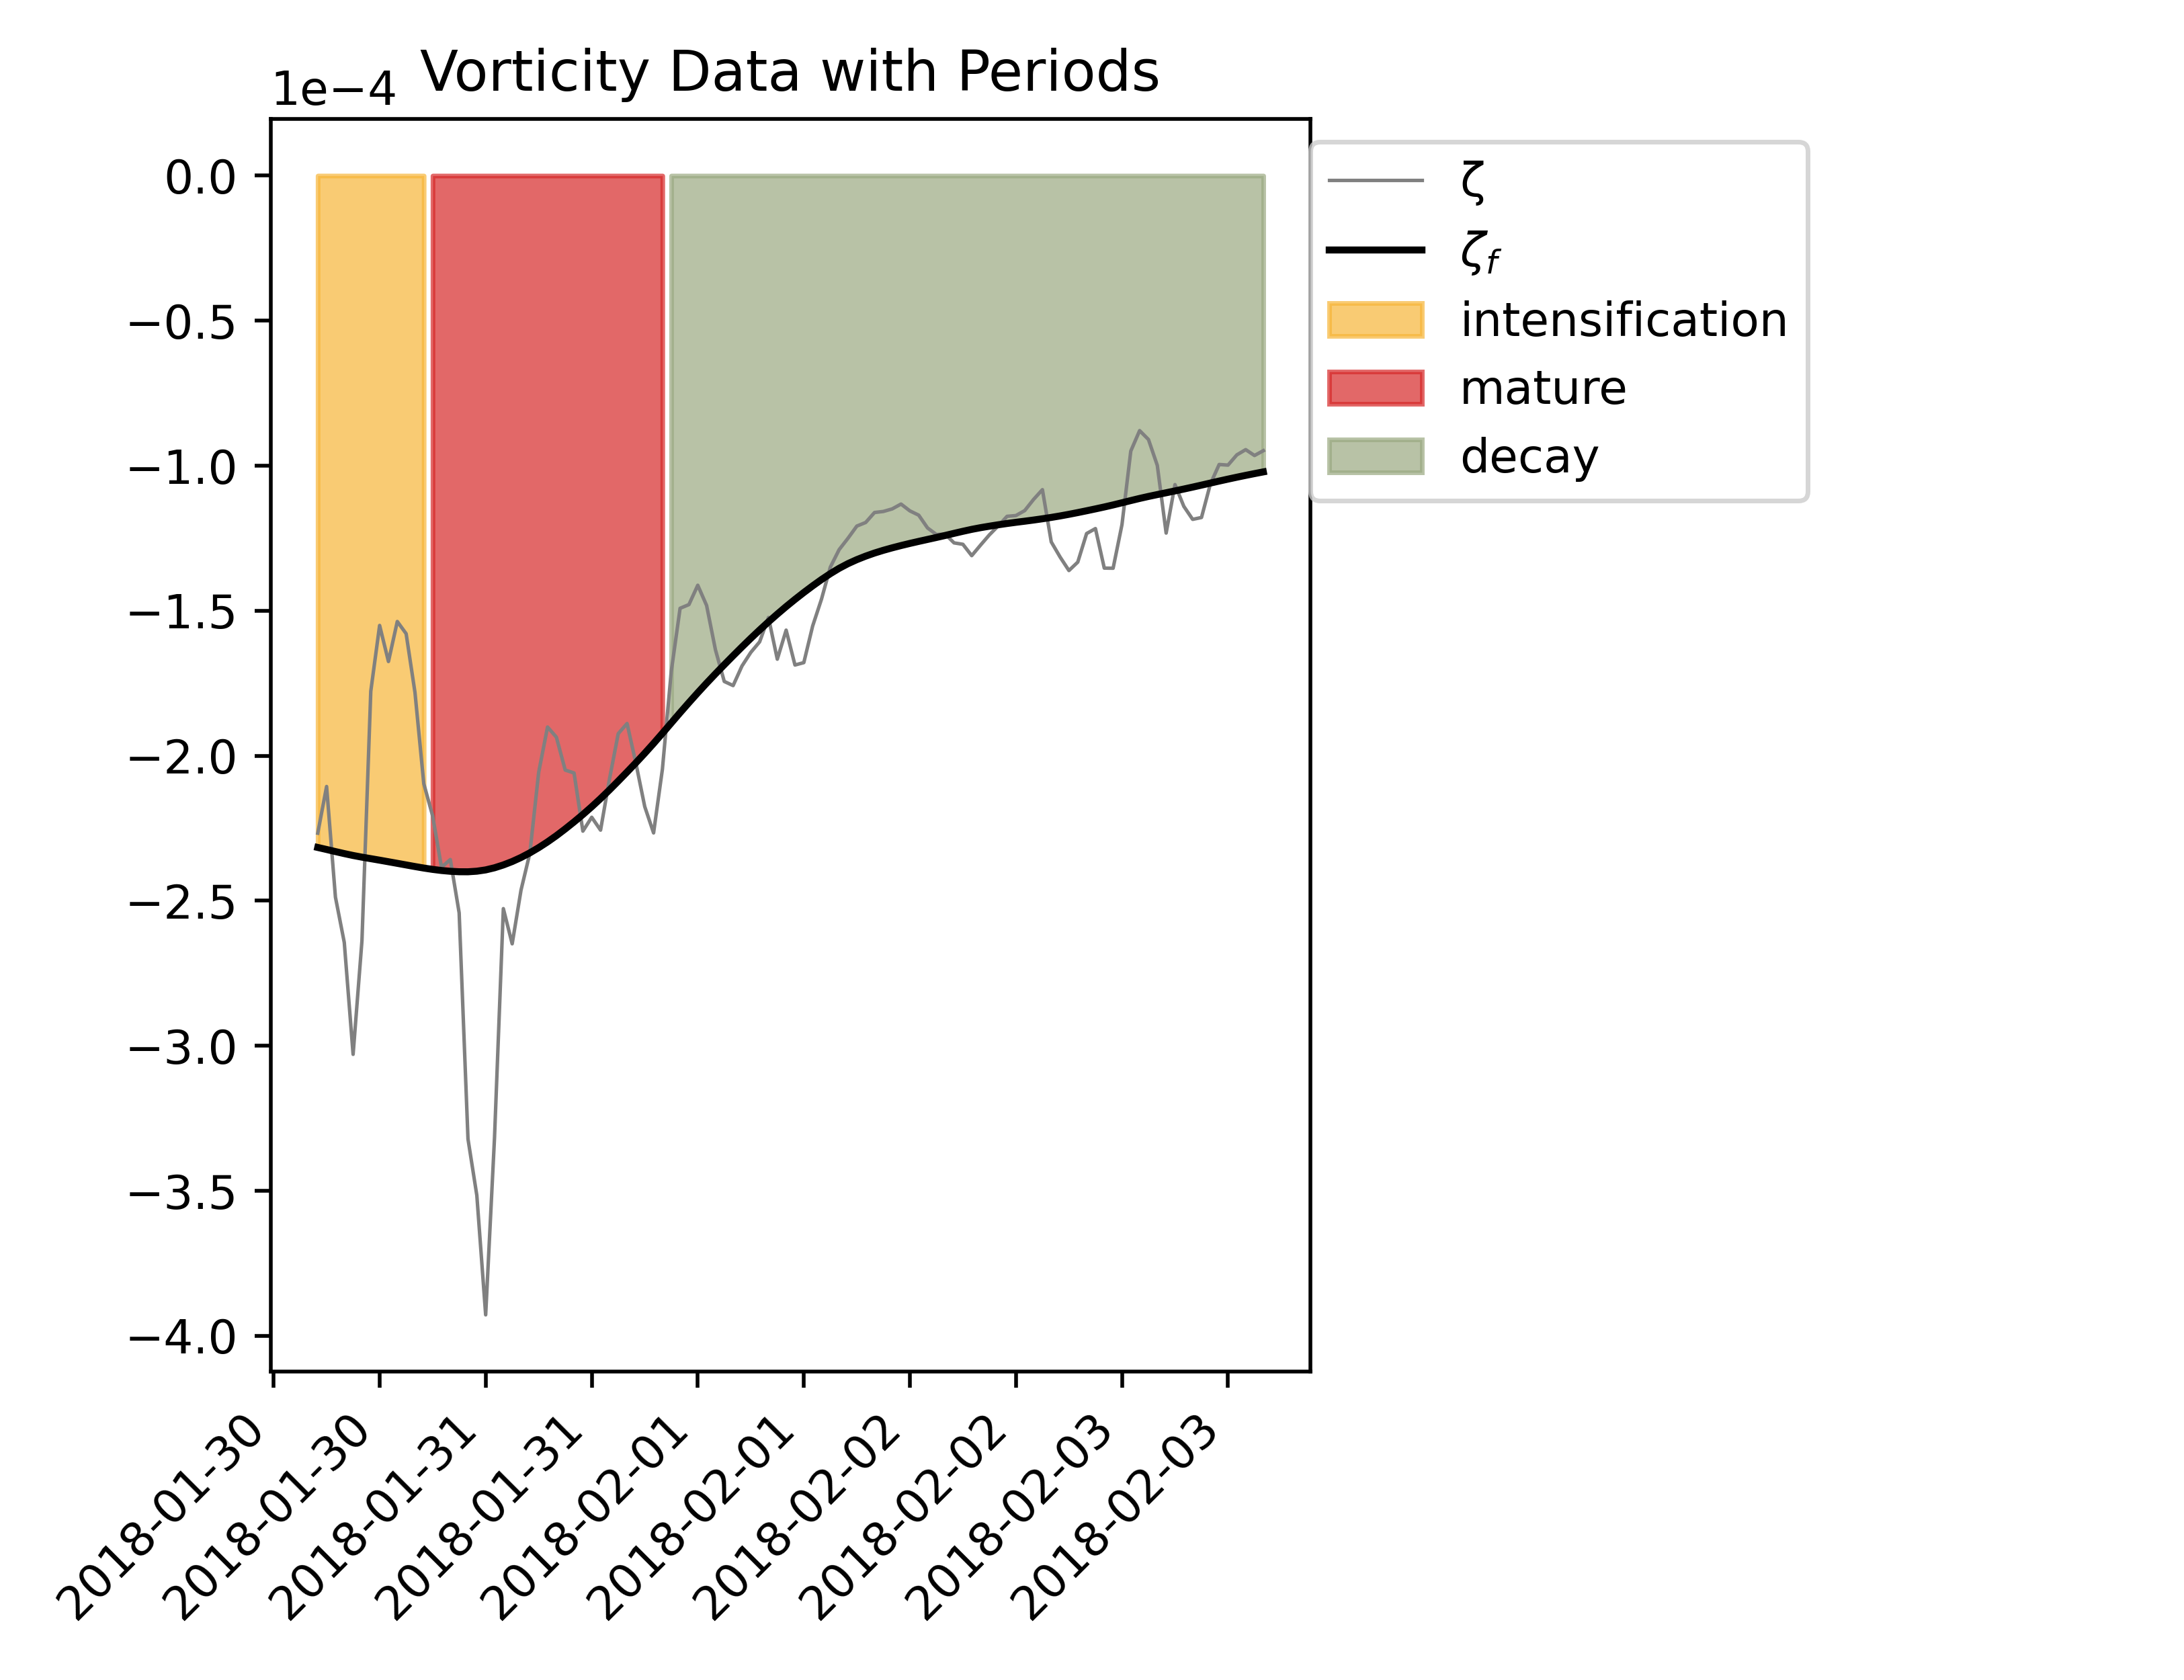 Vorticity Data with Periods
1e−4
0.0
−0.5
−1.0
−1.5
−2.0
−2.5
−3.0
−3.5
−4.0
2018-01-30
2018-01-30
2018-01-31
2018-01-31
2018-02-01
2018-02-01
2018-02-02
2018-02-02
2018-02-03
2018-02-03
ζ
ζf
intensification
mature
decay